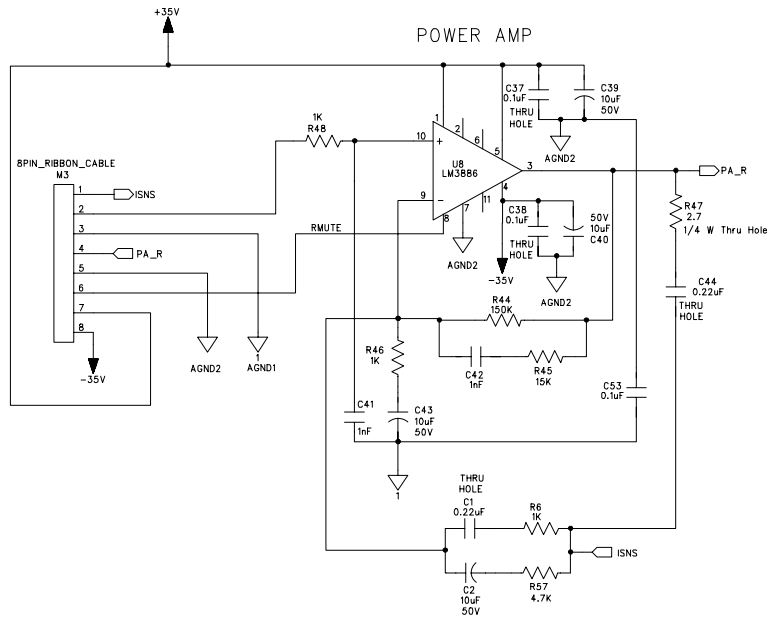 +35V
POWER AMP
C37
0.1uF
THRU
HOLE
C39
10uF
50V
1K
R48
1
2
6
5
10
+
U8
LM3886
3
AGND2
PA_R
8PIN_RIBBON_CABLE
M3
1
ISNS
2
3
4
PA_R
5
6
7
8
-35V
9
-
8
7
11
4
RMUTE
AGND2
C38
0.1uF
THRU
HOLE
50V
10uF
C40
-35V
AGND2
R47
2.7
1/4 W Thru Hole
C44
0.22uF
THRU
HOLE
R44
150K
AGND2
1
AGND1
R46
1K
C42
1nF
R45
15K
C41
1nF
C43
10uF
50V
C53
0.1uF
1
THRU
HOLE
C1
0.22uF
R6
1K
ISNS
C2
10uF
50V
R57
4.7K